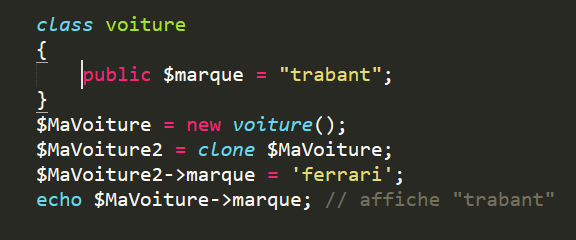 class voiture
{
    public $marque = "trabant";
}
$MaVoiture = new voiture();
$MaVoiture2 = clone $MaVoiture;
$MaVoiture2->marque = 'ferrari';
echo $MaVoiture->marque; // affiche "trabant"